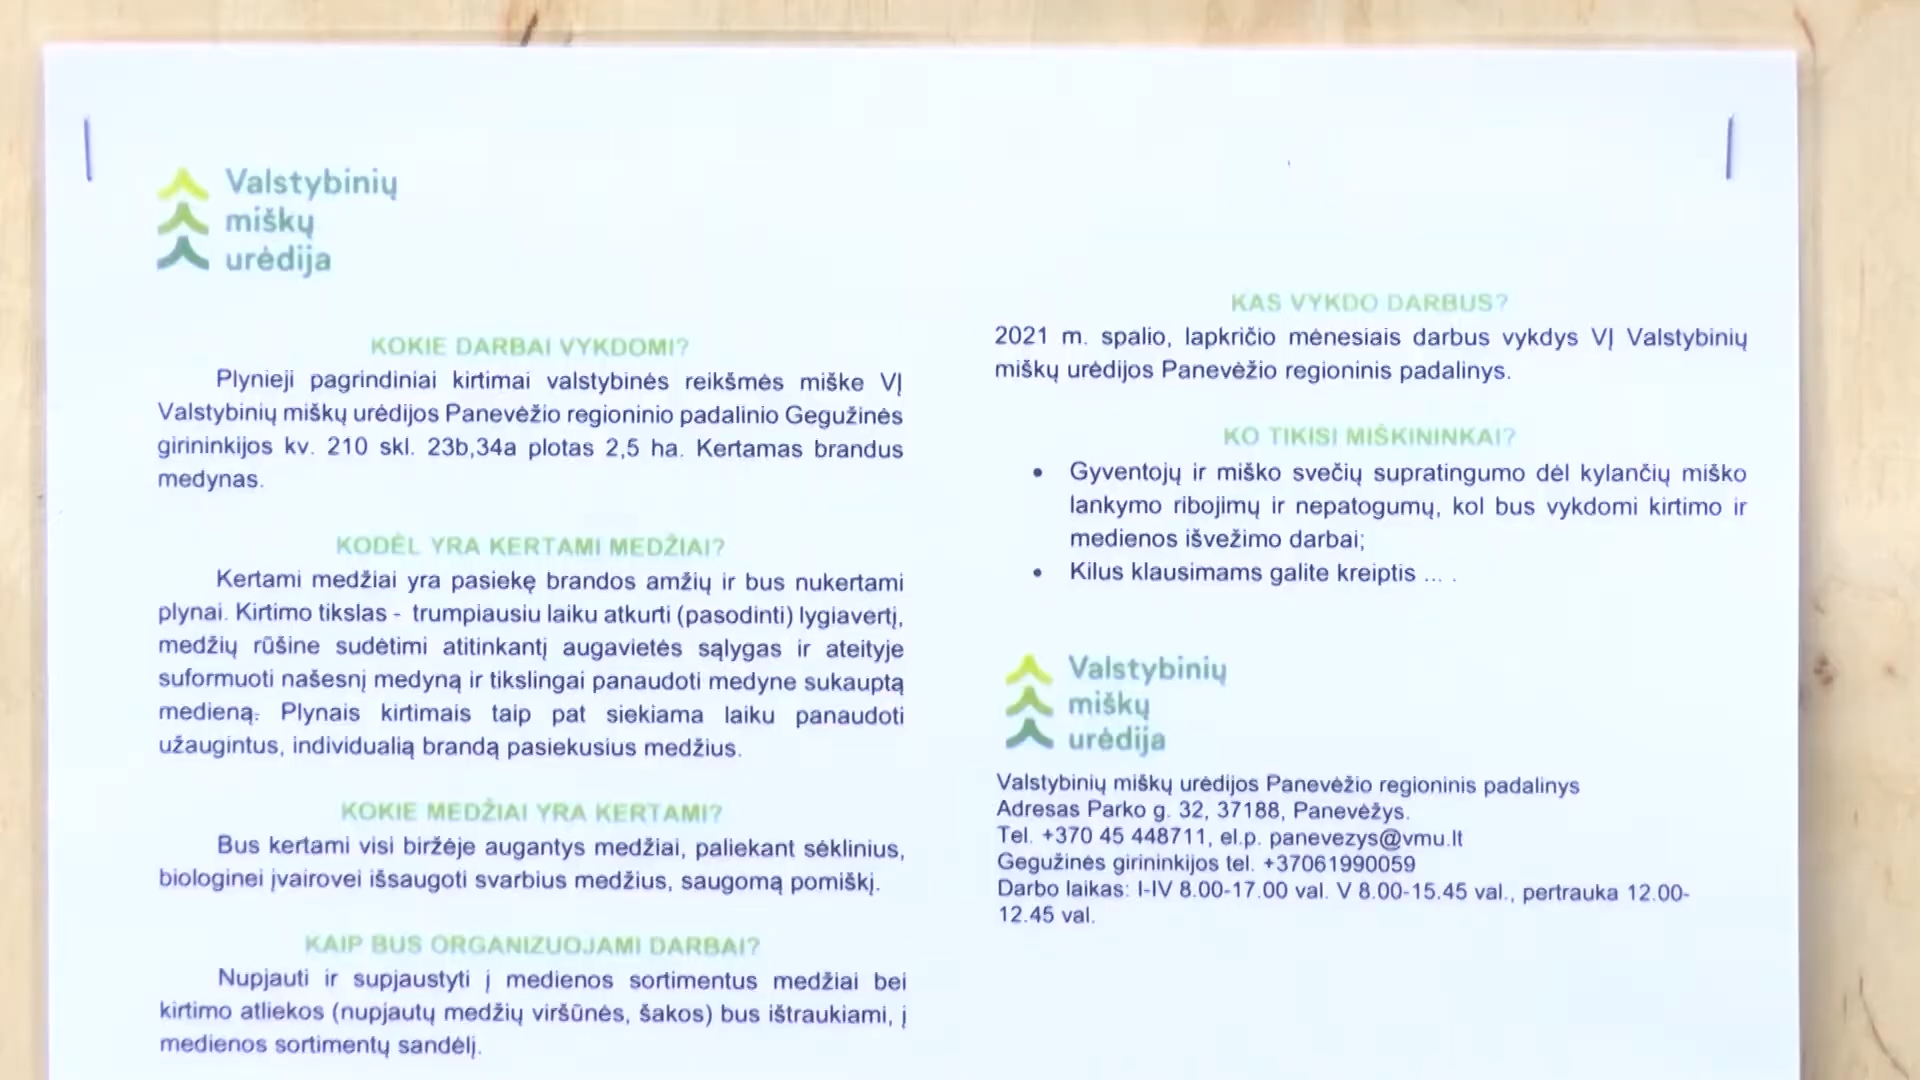 Valstybinių
miškų
urėdija
KOKIE DARBAI VYKDOMI?
Plynieji pagrindiniai kirtimai valstybinės reikšmės miške VĮ
Valstybinių miškų urėdijos Panevėžio regioninio padalinio Gegužinės
girininkijos kv. 210 skl. 23b,34a plotas 2,5 ha. Kertamas brandus
medynas.
KODĖL YRA KERTAMI MEDŽIAI?
Kertami medžiai yra pasiekę brandos amžių ir bus nukertami
plynai. Kirtimo tikslas - trumpiausiu laiku atkurti (pasodinti) lygiavertį,
medžių rūšine sudėtimi atitinkantį augavietės sąlygas ir ateityje
suformuoti našesnį medyną ir tikslingai panaudoti medyne sukauptą
medieną. Plynais kirtimais taip pat siekiama laiku panaudoti
užaugintus, individualią brandą pasiekusius medžius.
KOKIE MEDŽIAI YRA KERTAMI?
Bus kertami visi biržėje augantys medžiai, paliekant sėklinius,
biologinei įvairovei išsaugoti svarbius medžius, saugomą pomiškį.
KAIP BUS ORGANIZUOJAMI DARBAI?
Nupjauti ir supjaustyti į medienos sortimentus medžiai bei
kirtimo atliekos (nupjautų medžių viršūnės, šakos) bus ištraukiami, į
medienos sortimentų sandėlį.
KAS VYKDO DARBUS?
2021 m. spalio, lapkričio mėnesiais darbus vykdys VĮ Valstybinių
miškų urėdijos Panevėžio regioninis padalinys.
KO TIKISI MIŠKININKAI?
• Gyventojų ir miško svečių supratingumo dėl kylančių miško
lankymo ribojimų ir nepatogumų, kol bus vykdomi kirtimo ir
medienos išvežimo darbai;
• Kilus klausimams galite kreiptis ... .
Valstybinių
miškų
urėdija
Valstybinių miškų urėdijos Panevėžio regioninis padalinys
Adresas Parko g. 32, 37188, Panevėžys.
Tel. +370 45 448711, el.p. panevezys@vmu.lt
Gegužinės girininkijos tel. +37061990059
Darbo laikas: I-IV 8.00-17.00 val. V 8.00-15.45 val., pertrauka 12.00-
12.45 val.